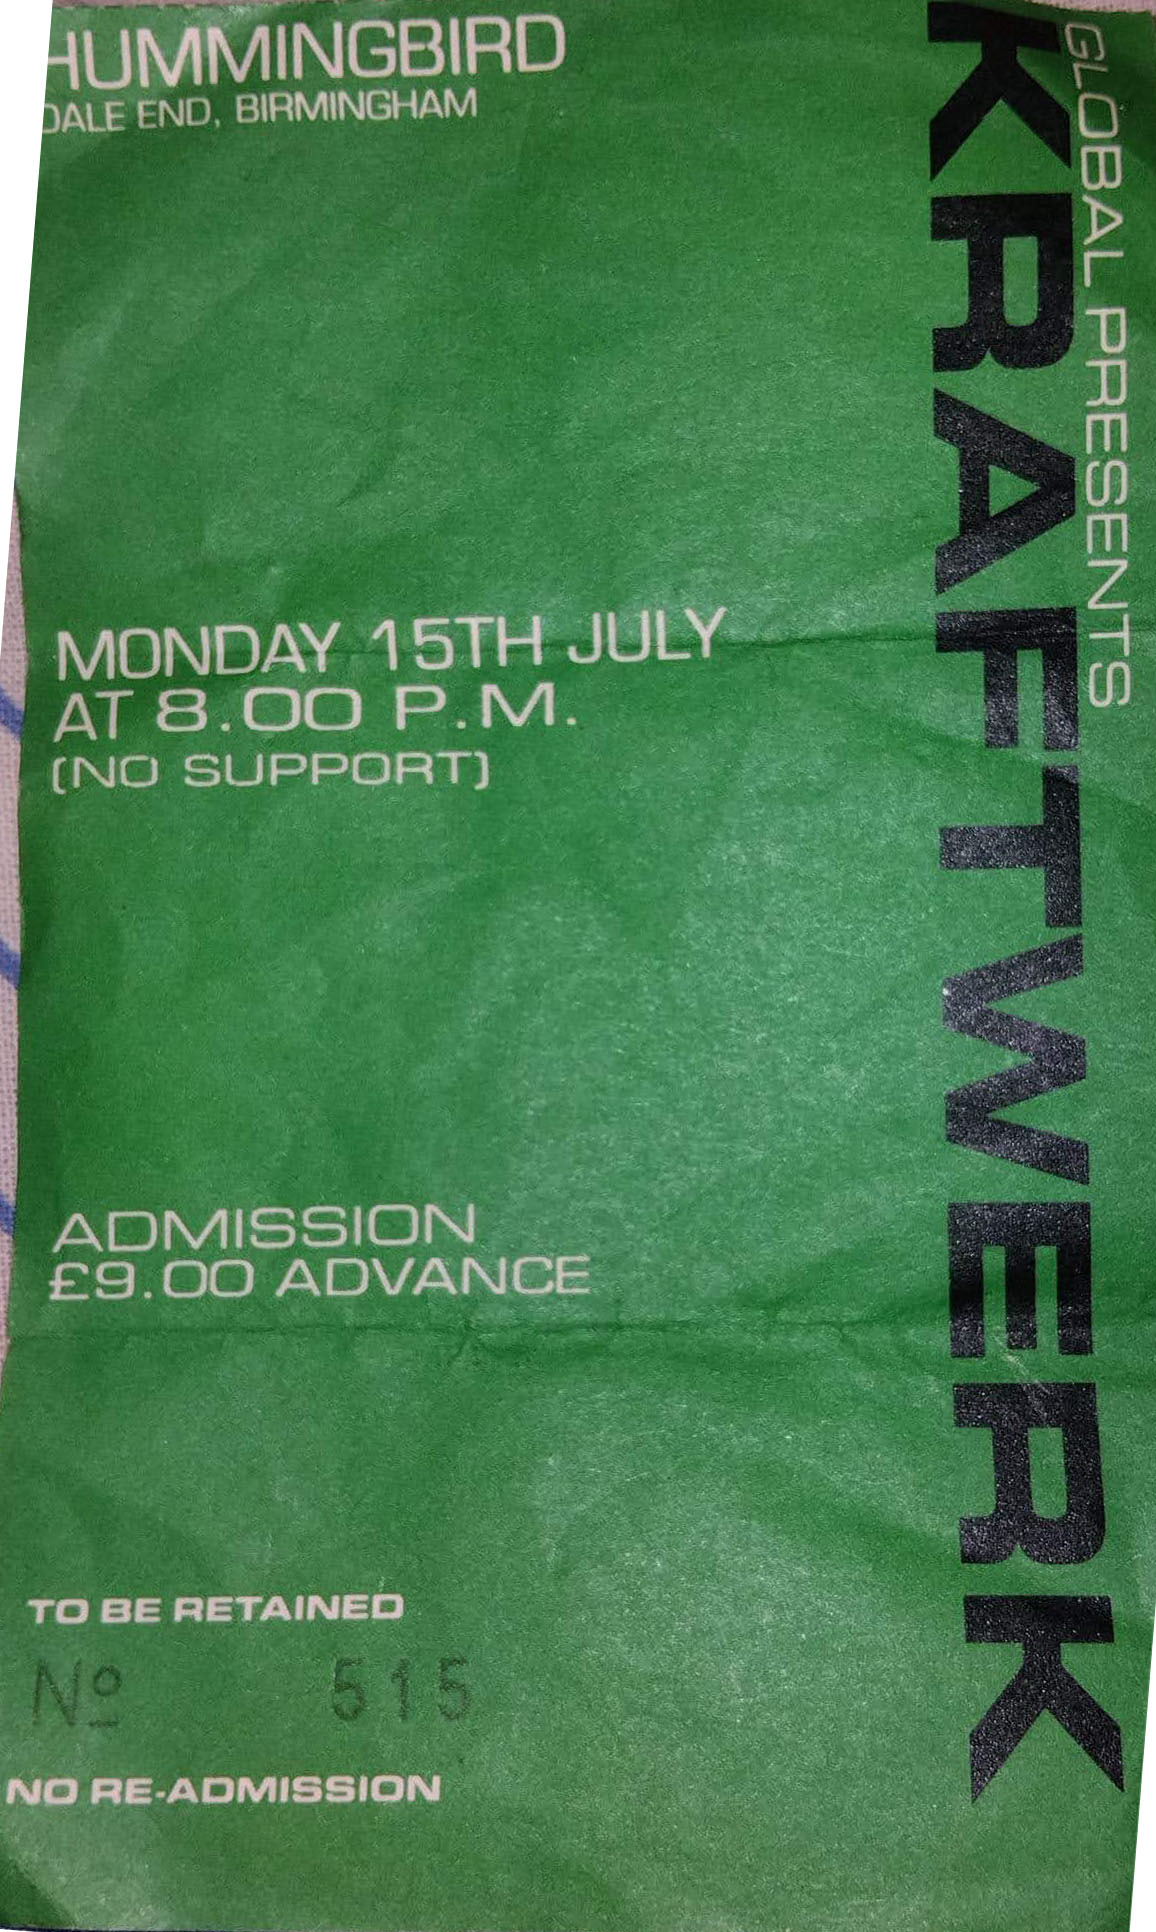 HUMMINGBIRD
DALE END, BIRMINGHAM
GLOBAL PRESENTS
KRAFTWERK
MONDAY 15TH JULY
AT 8.00 P.M.
(NO SUPPORT)
ADMISSION
£9.00 ADVANCE
TO BE RETAINED
Nº 515
NO RE-ADMISSION